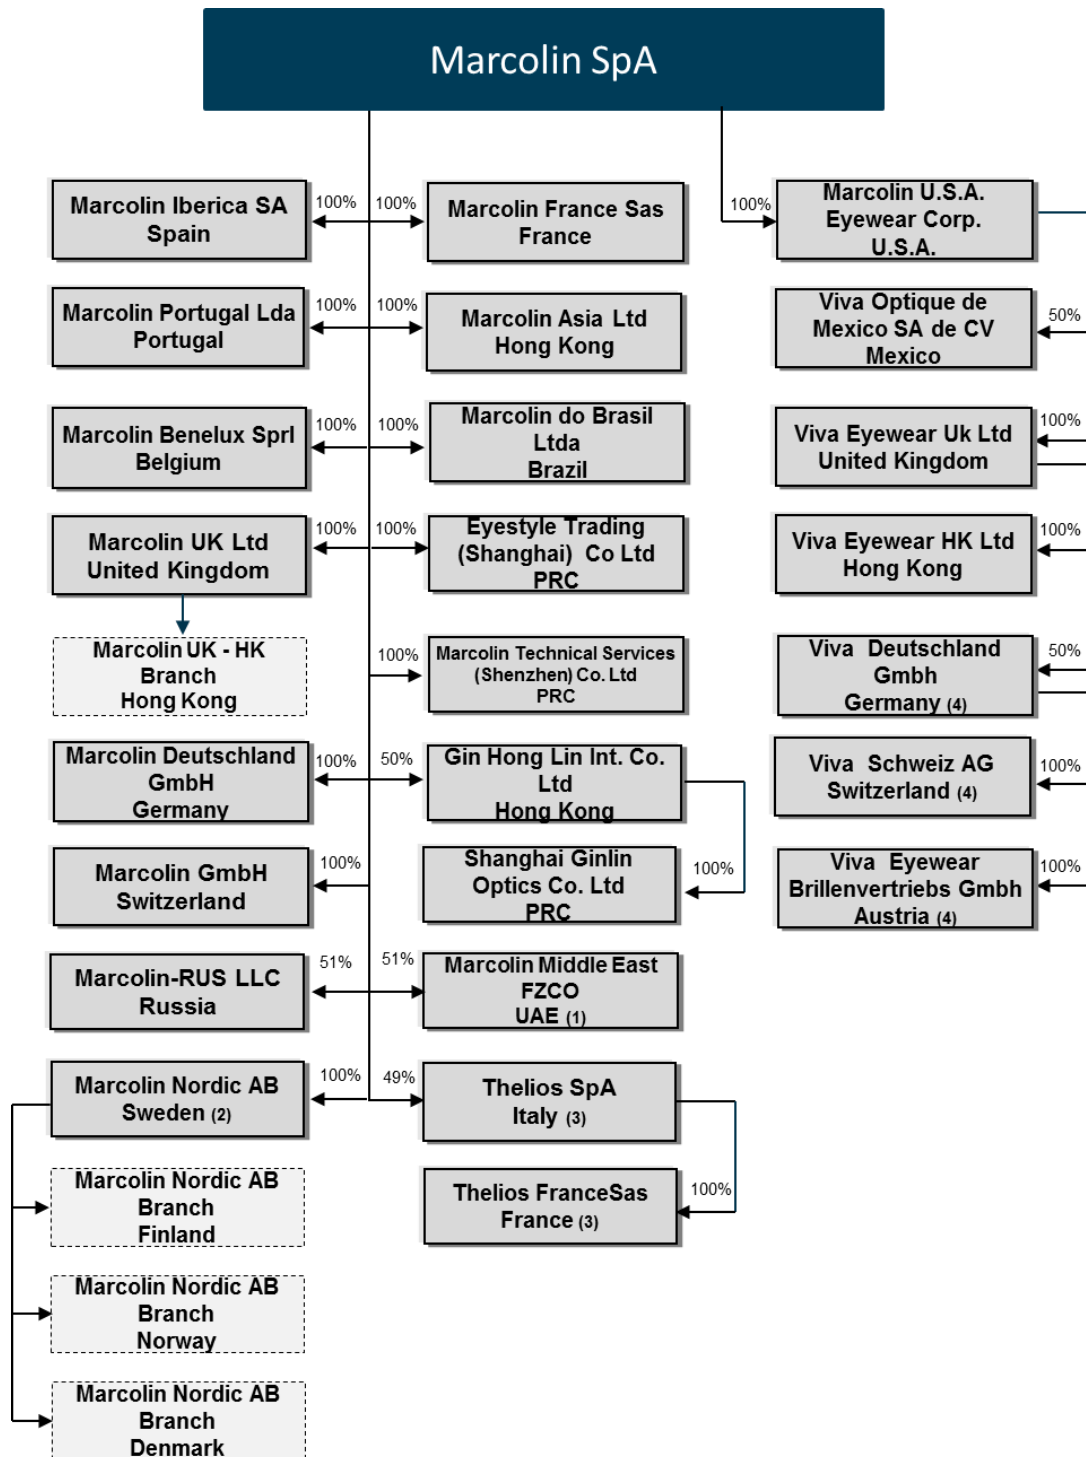 Marcolin SpA
Marcolin Iberica SA
Spain
100%
100%
Marcolin France Sas
France
100%
Marcolin U.S.A.
Eyewear Corp.
U.S.A.
Marcolin Portugal Lda
Portugal
100%
100%
Marcolin Asia Ltd
Hong Kong
Viva Optique de
Mexico SA de CV
Mexico
50%
Marcolin Benelux Sprl
Belgium
100%
100%
Marcolin do Brasil
Ltda
Brazil
Viva Eyewear Uk Ltd
United Kingdom
100%
Marcolin UK Ltd
United Kingdom
100%
100%
Eyestyle Trading
(Shanghai) Co Ltd
PRC
Viva Eyewear HK Ltd
Hong Kong
100%
Marcolin UK - HK
Branch
Hong Kong
100%
Marcolin Technical Services
(Shenzhen) Co. Ltd
PRC
Viva Deutschland
Gmbh
Germany (4)
50%
Marcolin Deutschland
GmbH
Germany
100%
50%
Gin Hong Lin Int. Co.
Ltd
Hong Kong
Viva Schweiz AG
Switzerland (4)
100%
Marcolin GmbH
Switzerland
100%
Shanghai Ginlin
Optics Co. Ltd
PRC
100%
Viva Eyewear
Brillenvertriebs Gmbh
Austria (4)
100%
Marcolin-RUS LLC
Russia
51%
51%
Marcolin Middle East
FZCO
UAE (1)
Marcolin Nordic AB
Sweden (2)
100%
49%
Thelios SpA
Italy (3)
Marcolin Nordic AB
Branch
Finland
Thelios FranceSas
France (3)
100%
Marcolin Nordic AB
Branch
Norway
Marcolin Nordic AB
Branch
Denmark